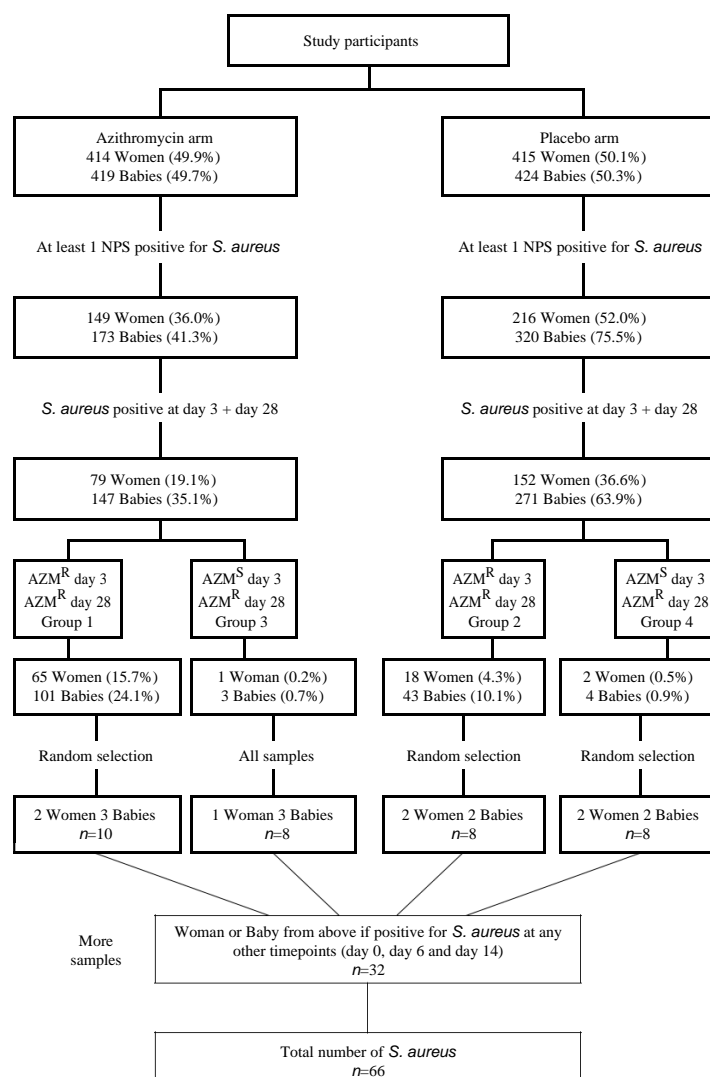 Study participants
Azithromycin arm
414 Women (49.9%)
419 Babies (49.7%)
Placebo arm
415 Women (50.1%)
424 Babies (50.3%)
At least 1 NPS positive for S. aureus
At least 1 NPS positive for S. aureus
149 Women (36.0%)
173 Babies (41.3%)
216 Women (52.0%)
320 Babies (75.5%)
S. aureus positive at day 3 + day 28
S. aureus positive at day 3 + day 28
79 Women (19.1%)
147 Babies (35.1%)
152 Women (36.6%)
271 Babies (63.9%)
AZMR day 3
AZMR day 28
Group 1
AZMS day 3
AZMR day 28
Group 3
AZMR day 3
AZMR day 28
Group 2
AZMS day 3
AZMR day 28
Group 4
65 Women (15.7%)
101 Babies (24.1%)
1 Woman (0.2%)
3 Babies (0.7%)
18 Women (4.3%)
43 Babies (10.1%)
2 Women (0.5%)
4 Babies (0.9%)
Random selection
All samples
Random selection
Random selection
2 Women 3 Babies
n=10
1 Woman 3 Babies
n=8
2 Women 2 Babies
n=8
2 Women 2 Babies
n=8
More
samples
Woman or Baby from above if positive for S. aureus at any
other timepoints (day 0, day 6 and day 14)
n=32
Total number of S. aureus
n=66